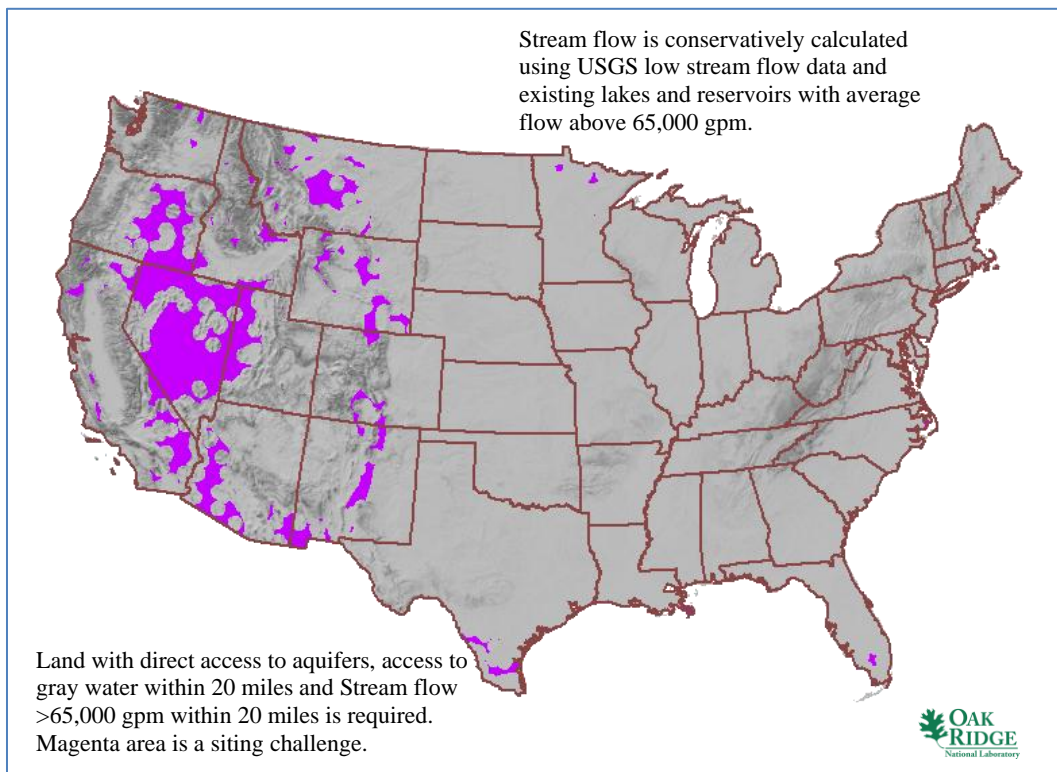 Stream flow is conservatively calculated
using USGS low stream flow data and
existing lakes and reservoirs with average
flow above 65,000 gpm.
Land with direct access to aquifers, access to
gray water within 20 miles and Stream flow
>65,000 gpm within 20 miles is required.
Magenta area is a siting challenge.
OAK
RIDGE
National Laboratory